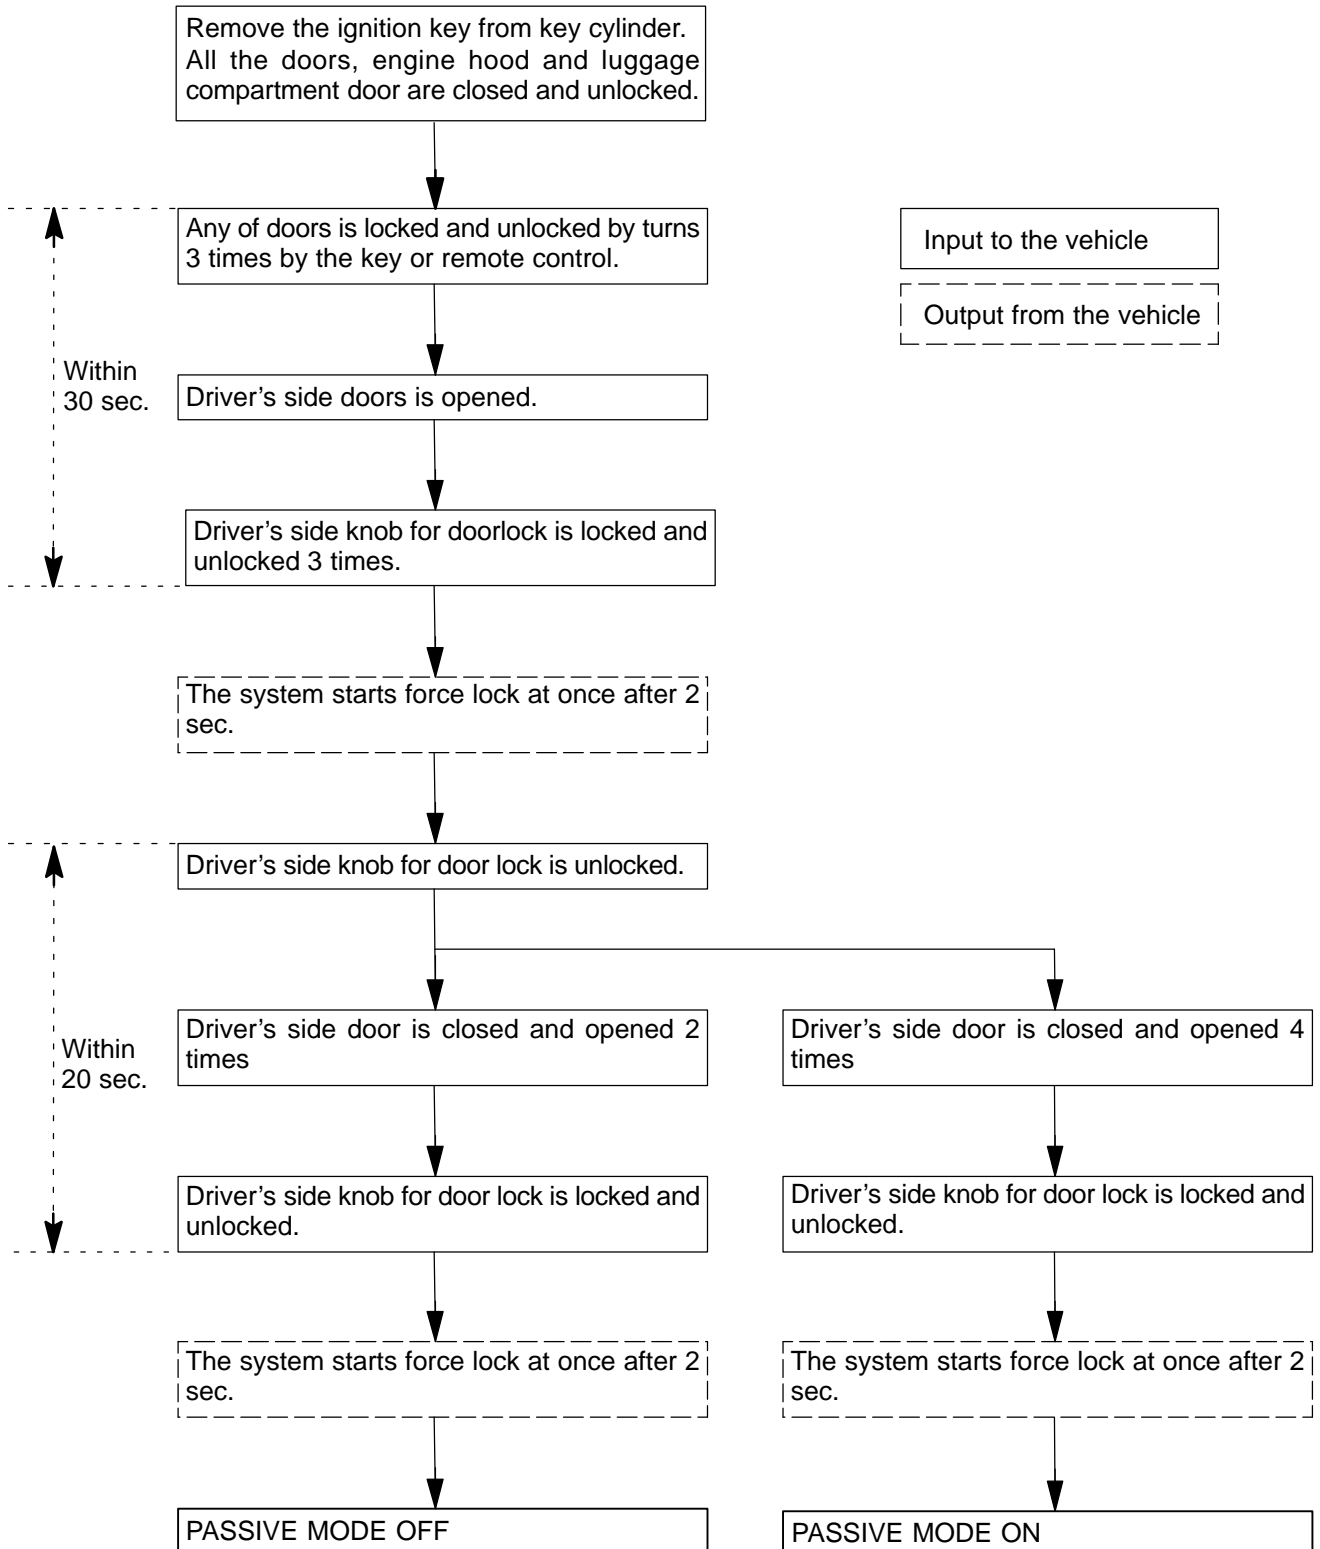 Remove the ignition key from key cylinder.
All the doors, engine hood and luggage
compartment door are closed and unlocked.
Any of doors is locked and unlocked by turns
3 times by the key or remote control.
Input to the vehicle
Output from the vehicle
Within
30 sec.
Driver's side doors is opened.
Driver's side knob for doorlock is locked and
unlocked 3 times.
The system starts force lock at once after 2
sec.
Driver's side knob for door lock is unlocked.
Within
20 sec.
Driver's side door is closed and opened 2
times
Driver's side door is closed and opened 4
times
Driver's side knob for door lock is locked and
unlocked.
Driver's side knob for door lock is locked and
unlocked.
The system starts force lock at once after 2
sec.
The system starts force lock at once after 2
sec.
PASSIVE MODE OFF
PASSIVE MODE ON